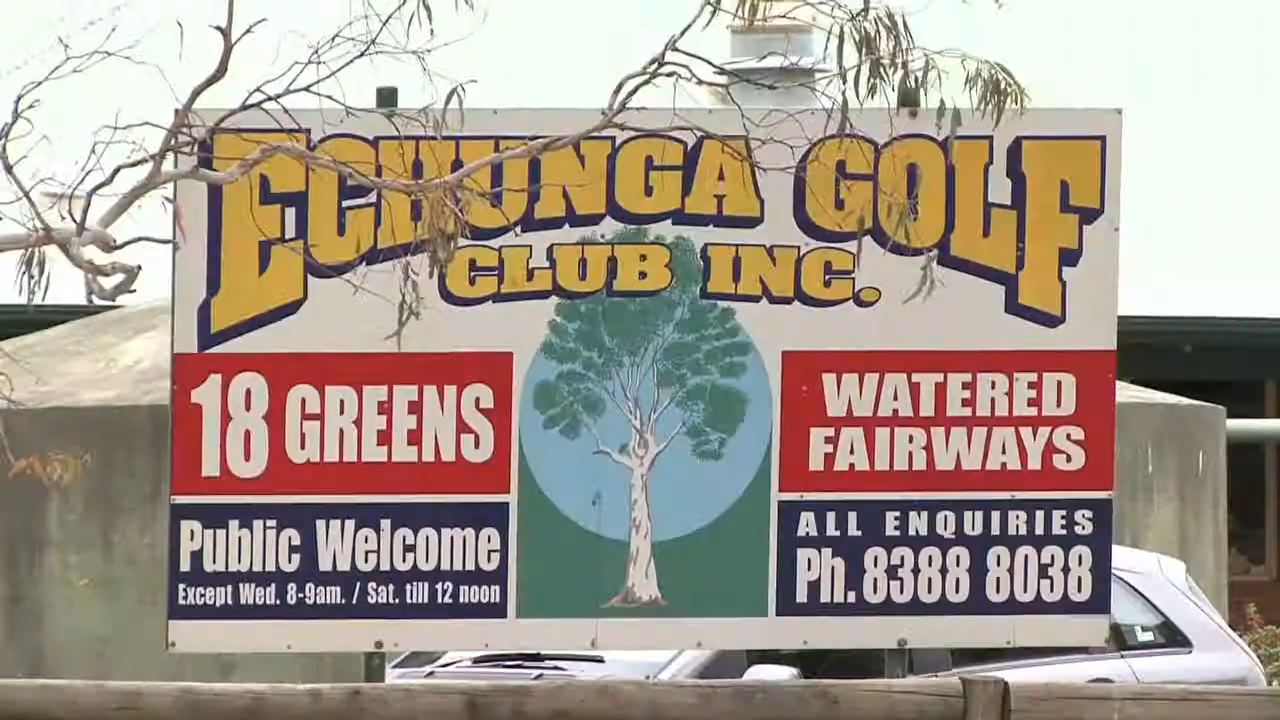 ECHUNGA GOLF
CLUB INC.
18 GREENS
Public Welcome
Except Wed. 8-9am. / Sat. till 12 noon
WATERED
FAIRWAYS
ALL ENQUIRIES
Ph. 8388 8038